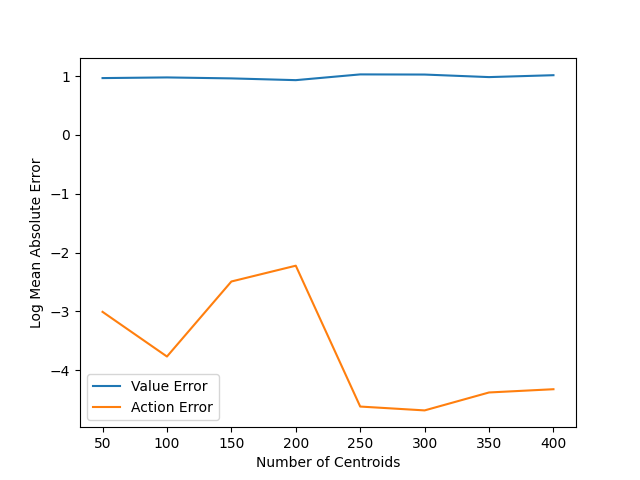 1
0
−1
−2
−3
−4
Log Mean Absolute Error
Value Error
Action Error
50 100 150 200 250 300 350 400
Number of Centroids